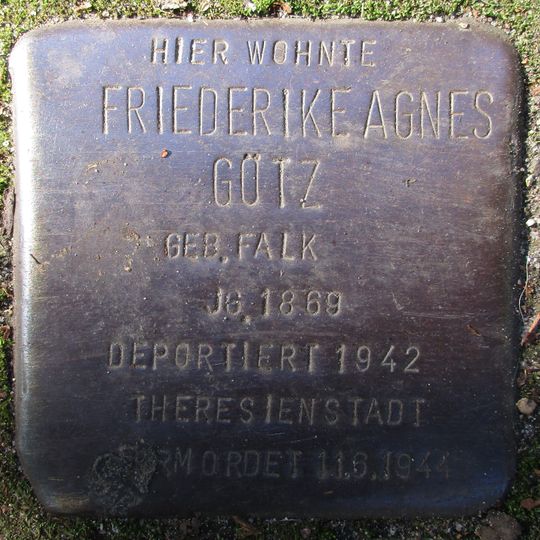 HIER WOHNTE
FRIEDERIKE AGNES
GÖTZ
GEB. FALK
JG. 1869
DEPORTIERT 1942
THERESIENSTADT
ERMORDET 11.6.1944